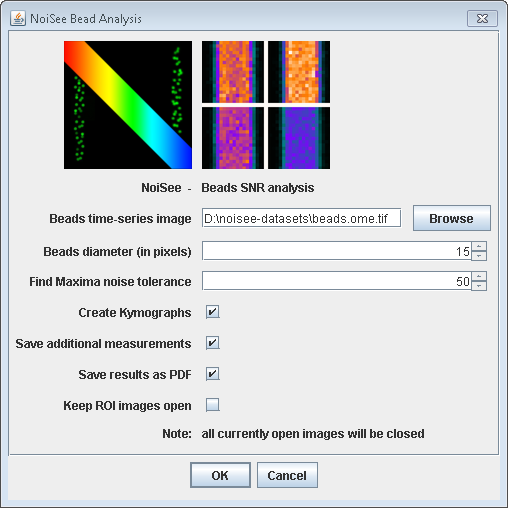 NoiSee Bead Analysis
NoiSee - Beads SNR analysis
Beads time-series image D:\noisee-datasets\beads.ome.tif Browse
Beads diameter (in pixels) 15
Find Maxima noise tolerance 50
Create Kymographs
Save additional measurements
Save results as PDF
Keep ROI images open
Note: all currently open images will be closed
OK Cancel